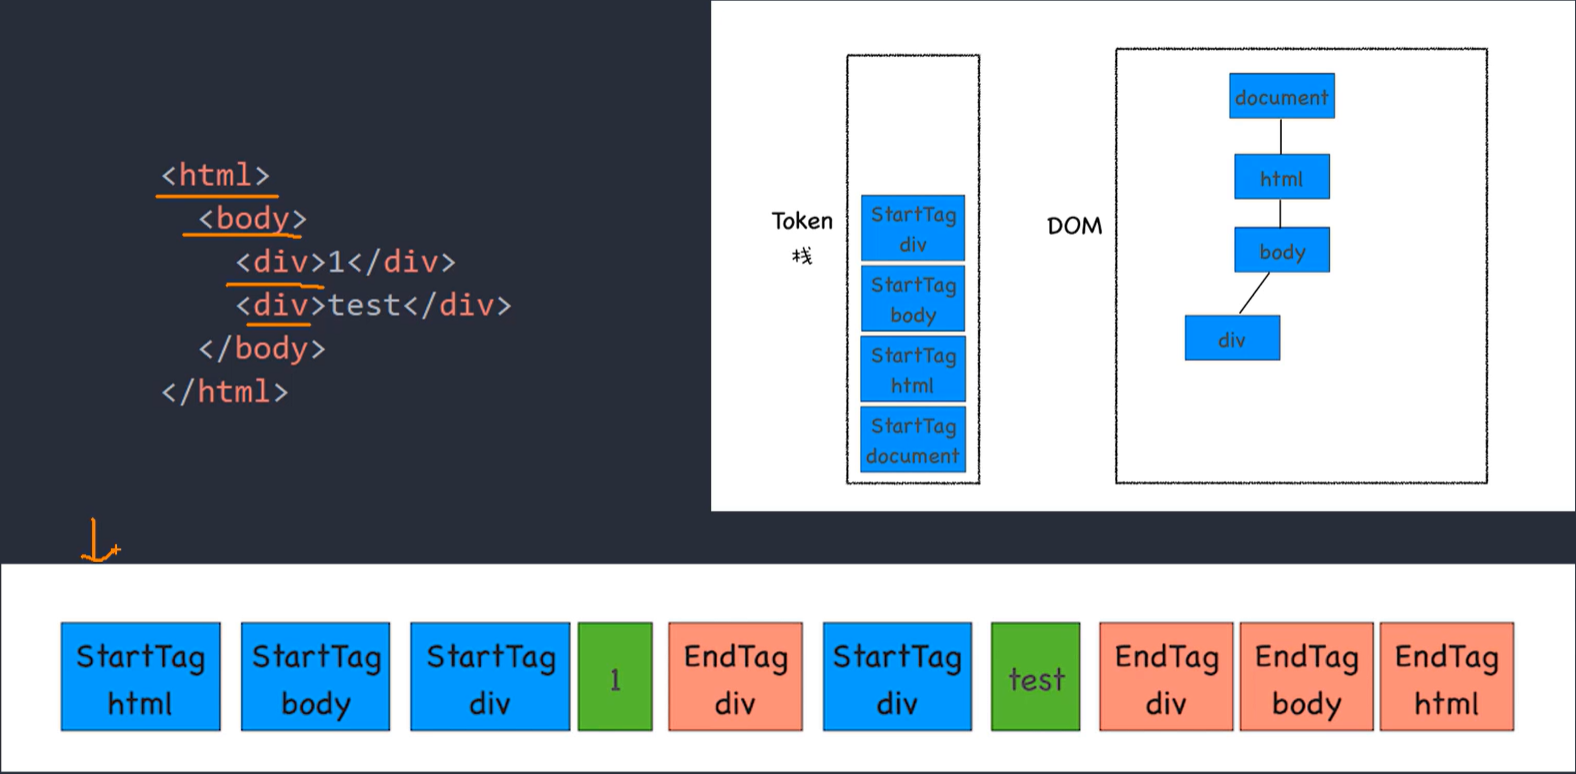 <html>
<body>
<div>1</div>
<div>test</div>
</body>
</html>
Token
栈
StartTag
div
StartTag
body
StartTag
html
StartTag
document
DOM
document
html
body
div
StartTag
html
StartTag
body
StartTag
div
1
EndTag
div
StartTag
div
test
EndTag
div
EndTag
body
EndTag
html